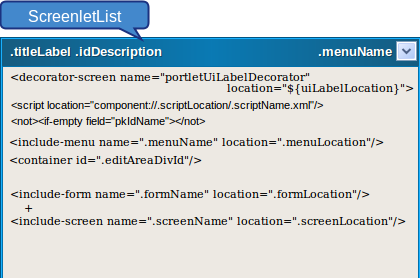 ScreenletList
.titleLabel .idDescription .menuName
<decorator-screen name="portletUiLabelDecorator"
location="${uiLabelLocation}">
<script location="component://.scriptLocation/.scriptName.xml"/>
<not><if-empty field="pkIdName"></not>
<include-menu name=".menuName" location=".menuLocation"/>
<container id=".editAreaDivId"/>
<include-form name=".formName" location=".formLocation"/>
+
<include-screen name=".screenName" location=".screenLocation"/>